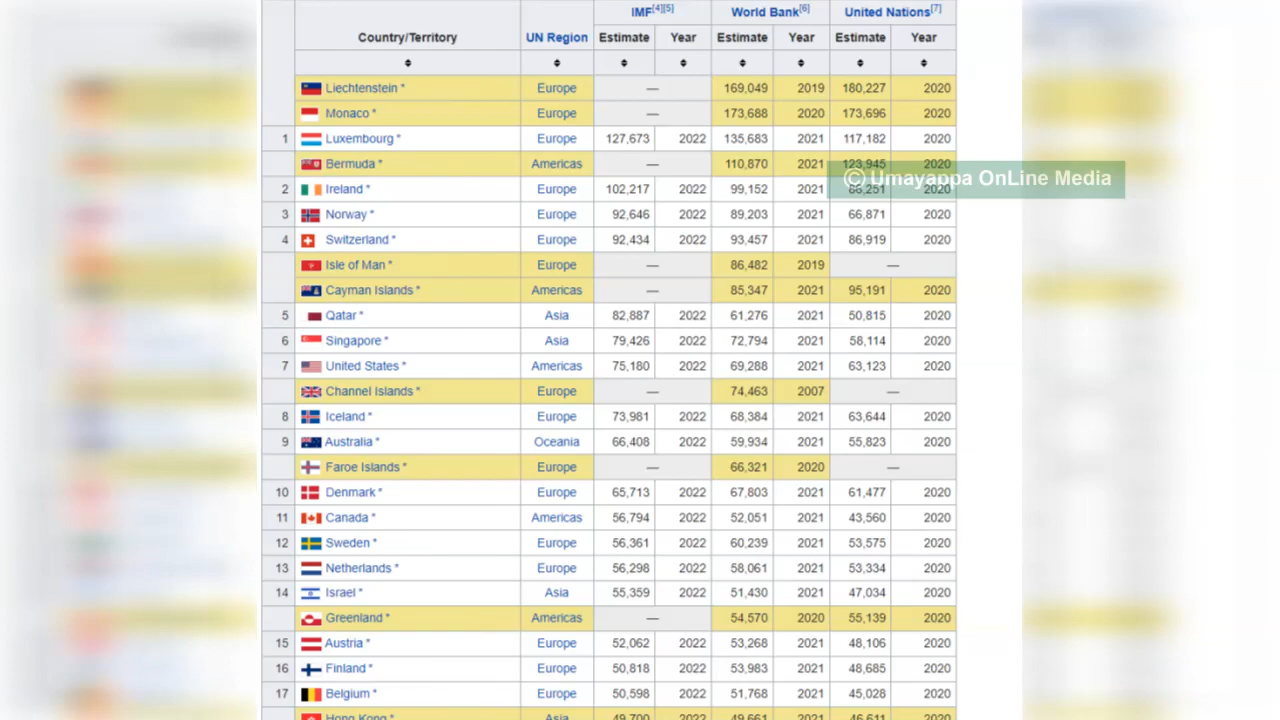 IMF[4][5] World Bank[6] United Nations[7]
Country/Territory UN Region Estimate Year Estimate Year Estimate Year
Liechtenstein * Europe — 169,049 2019 180,227 2020
Monaco * Europe — 173,688 2020 173,696 2020
1 Luxembourg * Europe 127,673 2022 135,683 2021 117,182 2020
Bermuda * Americas — 110,870 2021 123,945 2020
© Umayappa OnLine Media
2 Ireland * Europe 102,217 2022 99,152 2021 86,251 2020
3 Norway * Europe 92,646 2022 89,203 2021 66,871 2020
4 Switzerland * Europe 92,434 2022 93,457 2021 86,919 2020
Isle of Man * Europe — 86,482 2019 —
Cayman Islands * Americas — 85,347 2021 95,191 2020
5 Qatar * Asia 82,887 2022 61,276 2021 50,815 2020
6 Singapore * Asia 79,426 2022 72,794 2021 58,114 2020
7 United States * Americas 75,180 2022 69,288 2021 63,123 2020
Channel Islands * Europe — 74,463 2007 —
8 Iceland * Europe 73,981 2022 68,384 2021 63,644 2020
9 Australia * Oceania 66,408 2022 59,934 2021 55,823 2020
Faroe Islands * Europe — 66,321 2020 —
10 Denmark * Europe 65,713 2022 67,803 2021 61,477 2020
11 Canada * Americas 56,794 2022 52,051 2021 43,560 2020
12 Sweden * Europe 56,361 2022 60,239 2021 53,575 2020
13 Netherlands * Europe 56,298 2022 58,061 2021 53,334 2020
14 Israel * Asia 55,359 2022 51,430 2021 47,034 2020
Greenland * Americas — 54,570 2020 55,139 2020
15 Austria * Europe 52,062 2022 53,268 2021 48,106 2020
16 Finland * Europe 50,818 2022 53,983 2021 48,685 2020
17 Belgium * Europe 50,598 2022 51,768 2021 45,028 2020
Hong Kong * Asia 49,700 2022 49,661 2021 46,611 2020